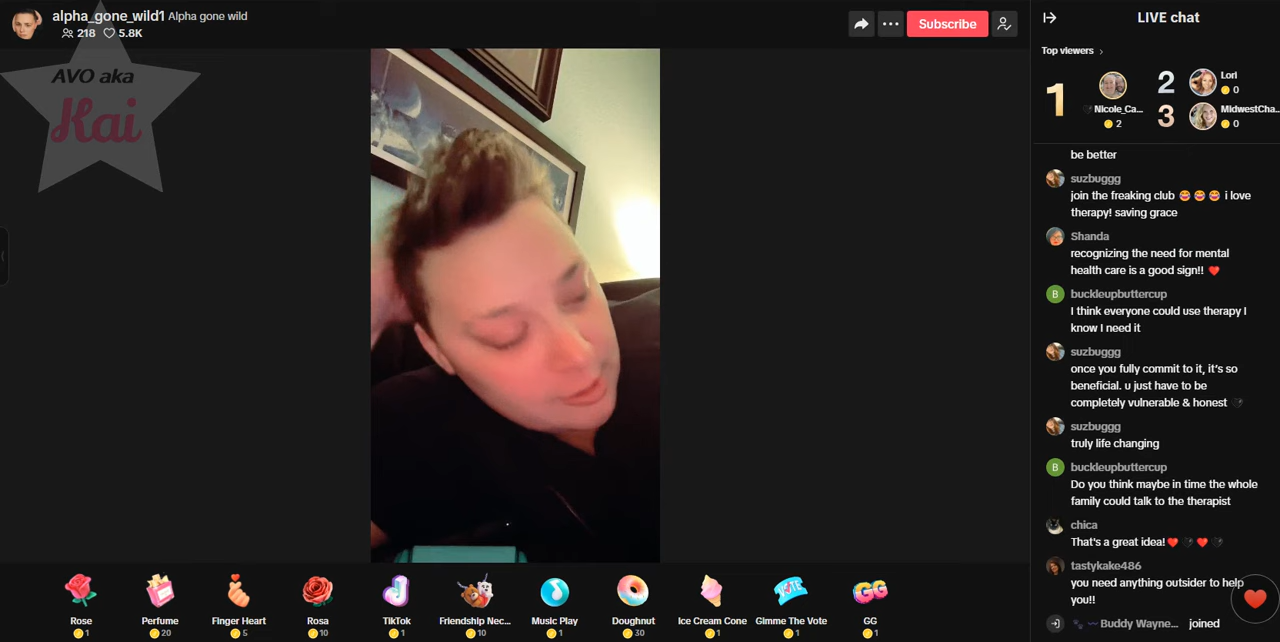 alpha_gone_wild1 Alpha gone wild
218 5.8K
Subscribe
AVO aka
Kai
LIVE chat
Top viewers
1
Nicole_Ca...
2
2
Lori
0
3
MidwestCha...
0
be better
suzbuggg
join the freaking club i love
therapy! saving grace
Shanda
recognizing the need for mental
health care is a good sign!!
B
buckleupbuttercup
I think everyone could use therapy I
know I need it
suzbuggg
once you fully commit to it, it's so
beneficial. u just have to be
completely vulnerable & honest
suzbuggg
truly life changing
B
buckleupbuttercup
Do you think maybe in time the whole
family could talk to the therapist
chica
That's a great idea!
tastykake486
you need anything outsider to help
you!!
Buddy Wayne... joined
Rose
1
Perfume
20
Finger Heart
5
Rosa
10
TikTok
1
Friendship Nec...
10
Music Play
1
Doughnut
30
Ice Cream Cone
1
VOTE
Gimme The Vote
1
GG
GG
1